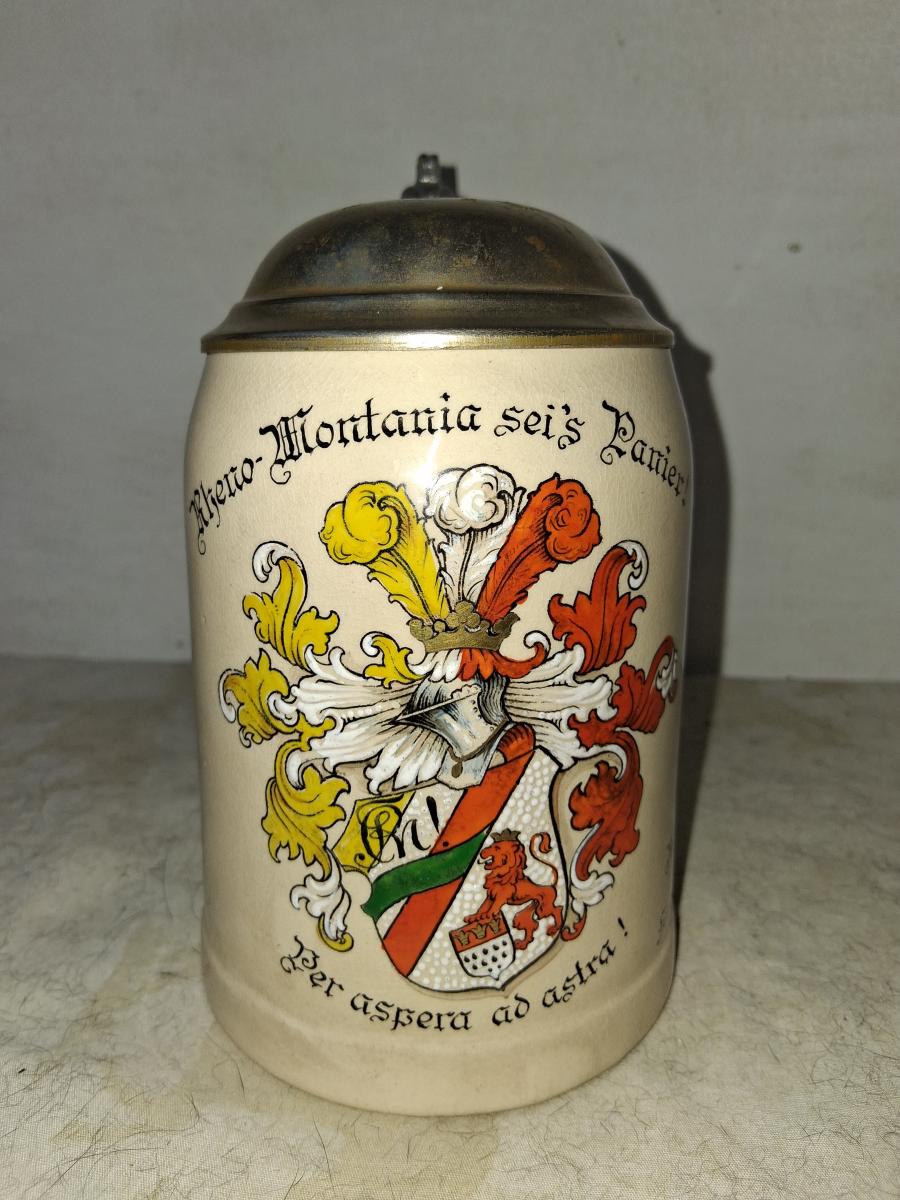 Rheno-Montania sei's Panier!
Per aspera ad astra!